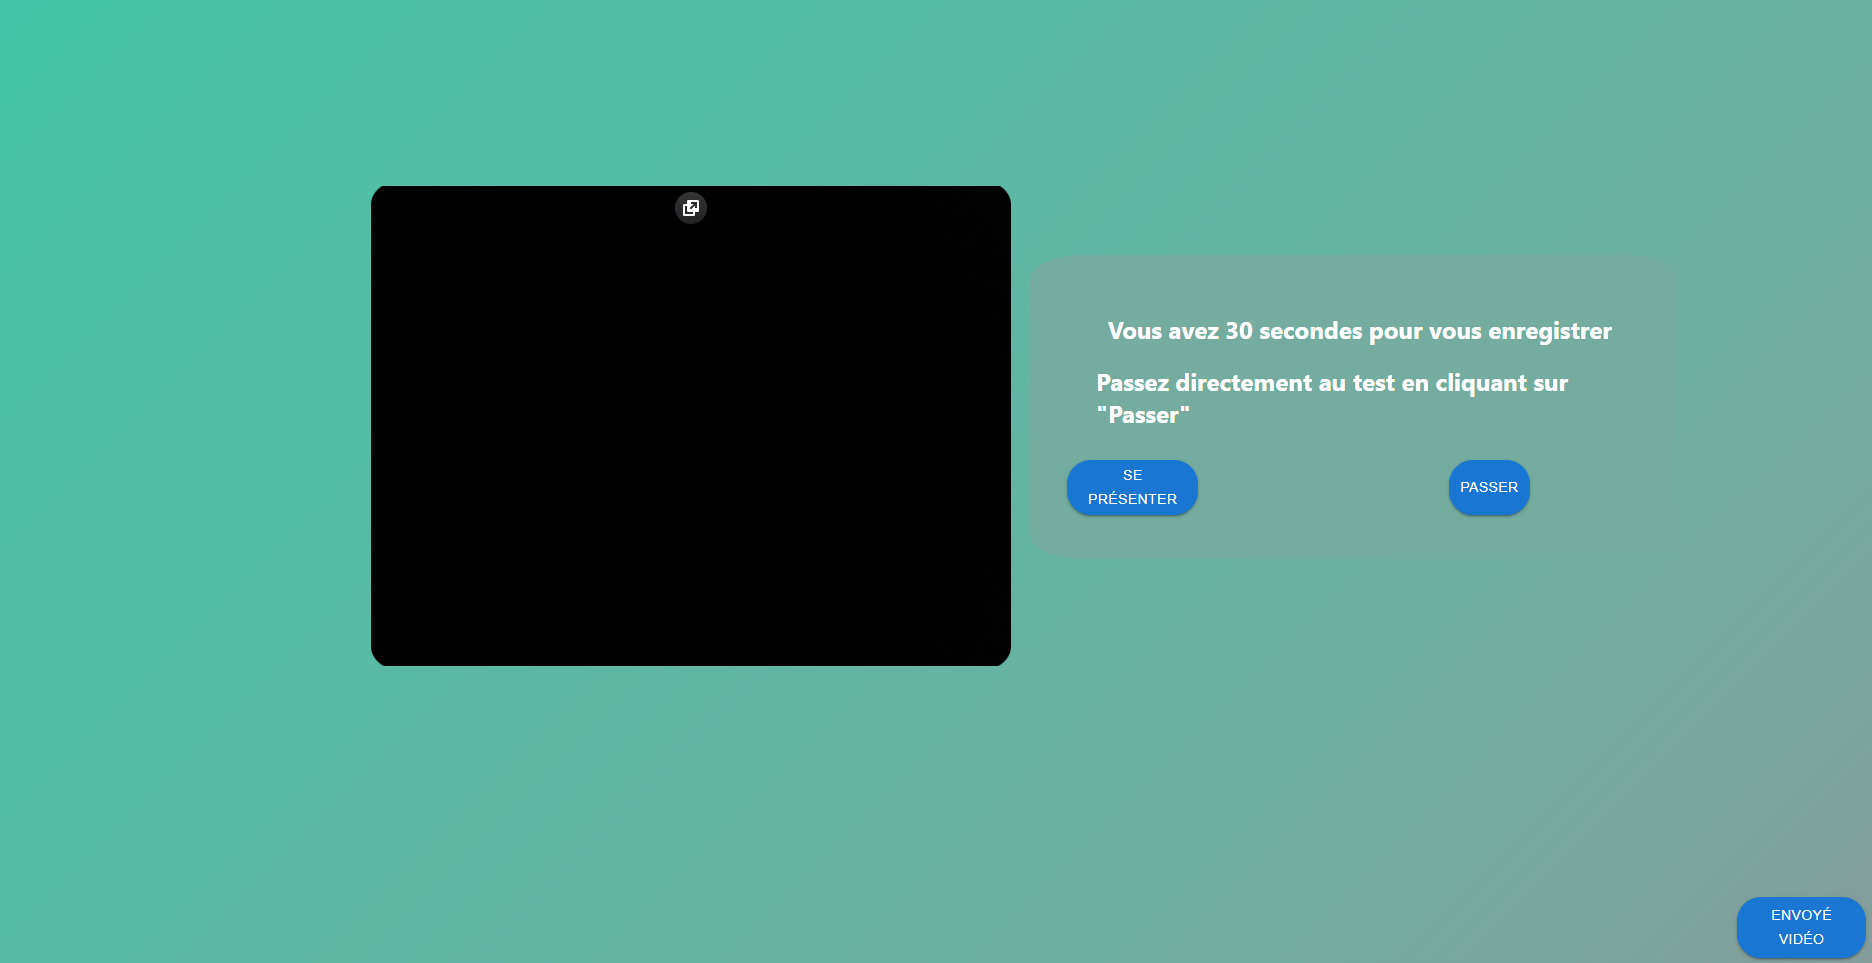 Vous avez 30 secondes pour vous enregistrer
Passez directement au test en cliquant sur
"Passer"
SE
PRÉSENTER
PASSER
ENVOYÉ
VIDÉO